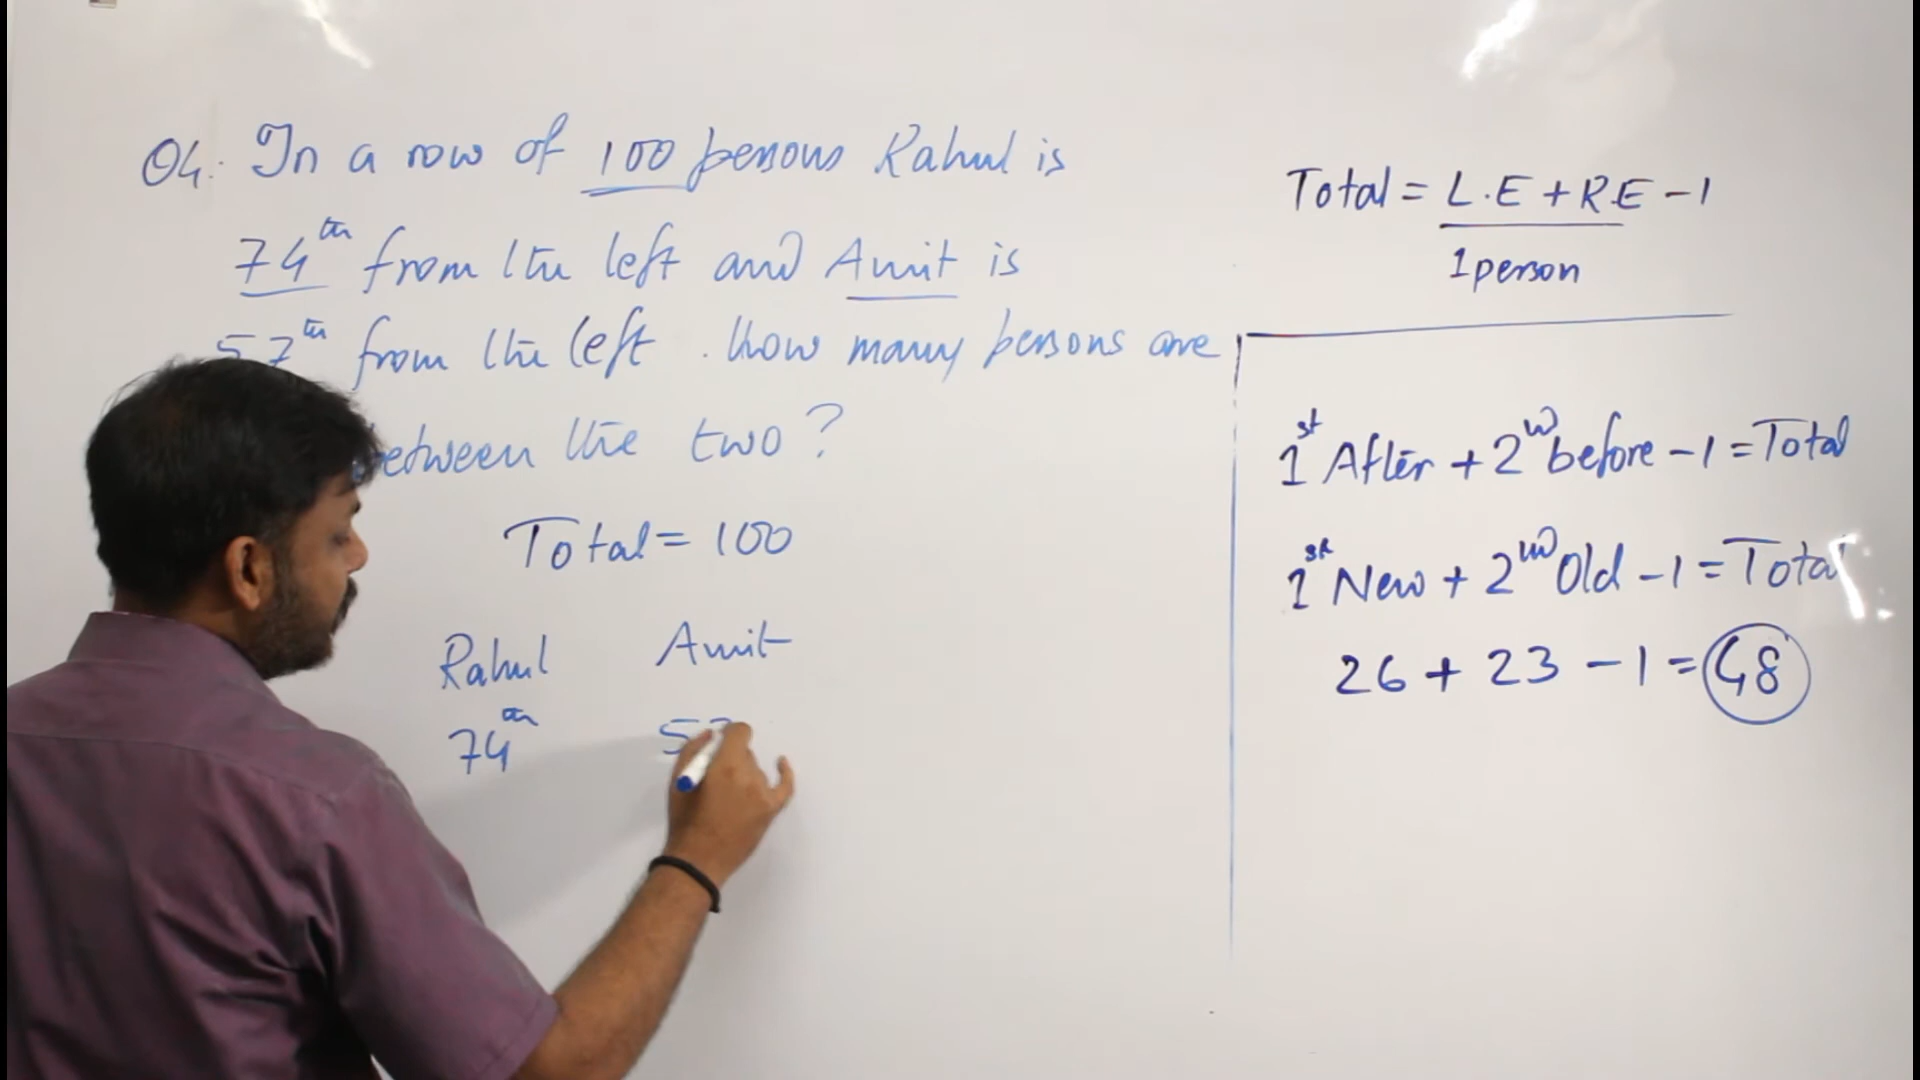 Q4. In a row of 100 persons Rahul is
74th from the left and Amit is
57th from the left. How many persons are
between the two?
Total = 100
Rahul Amit
74th 57
Total = L.E + R.E - 1
1 person
1st After + 2nd before - 1 = Total
1st New + 2nd Old - 1 = Total
26 + 23 - 1 = 48